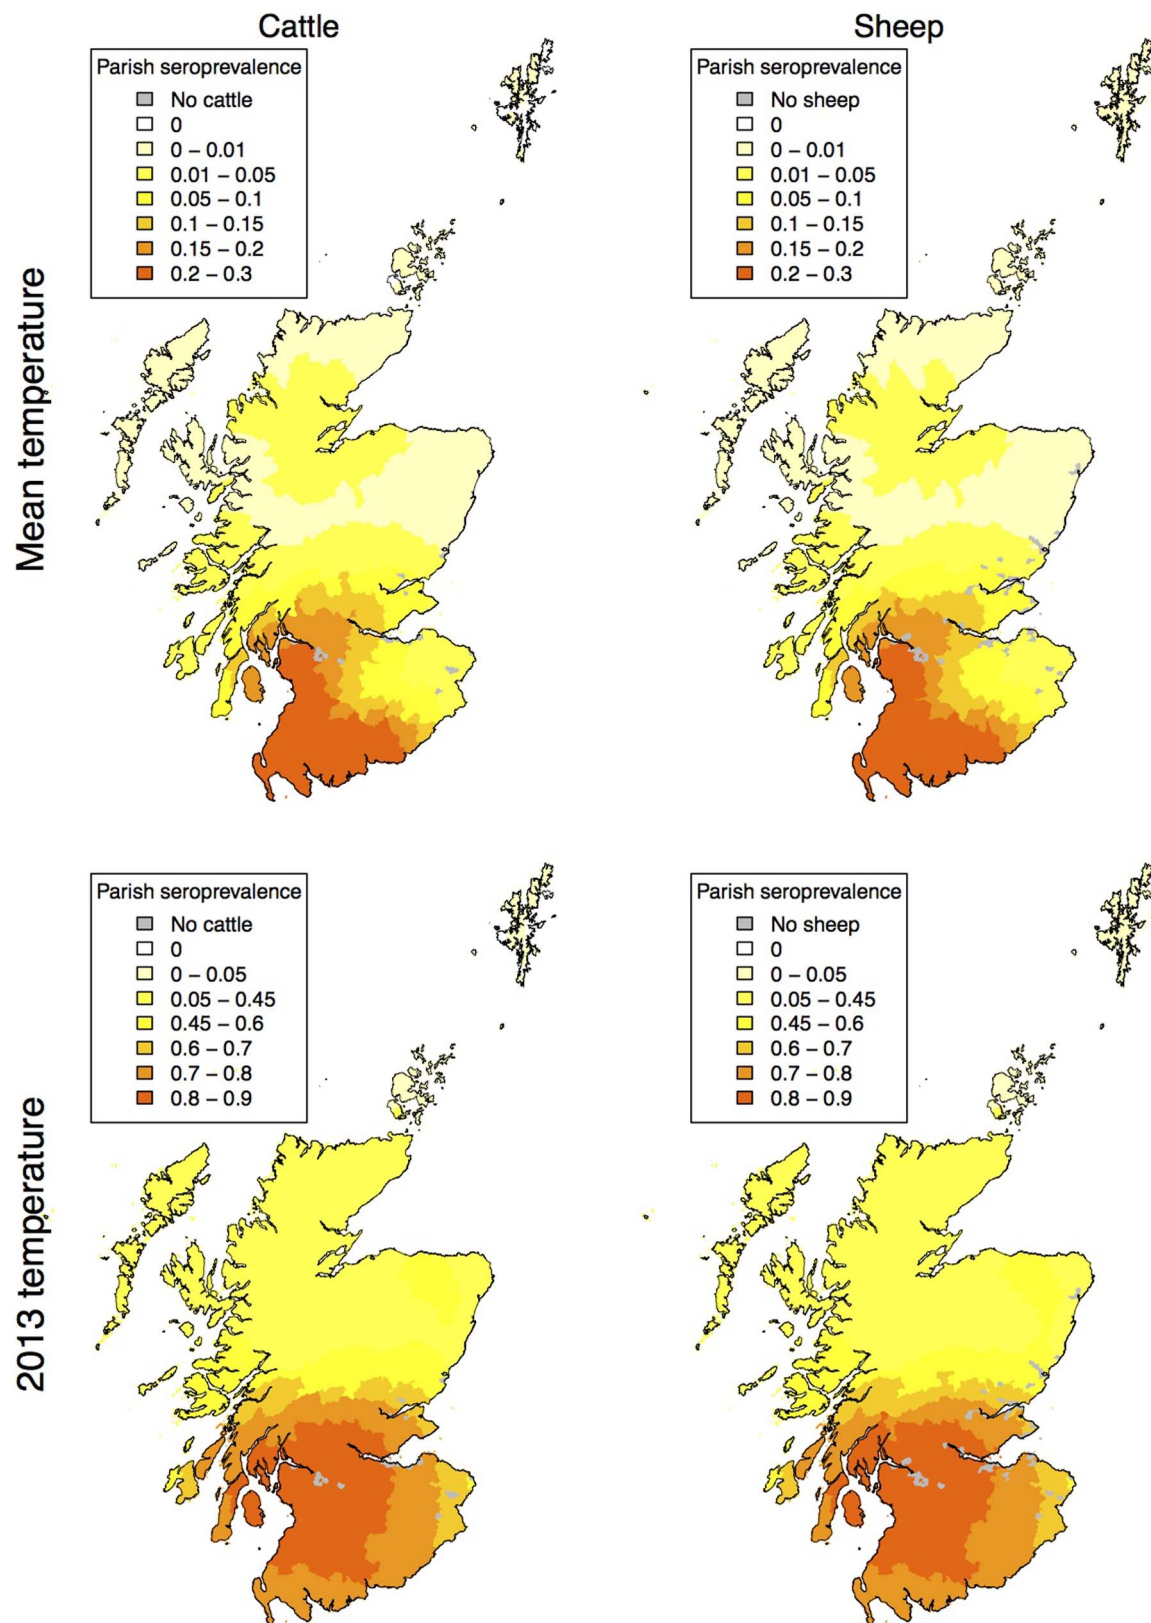 Cattle
Sheep
Mean temperature
Parish seroprevalence
No cattle
0
0 – 0.01
0.01 – 0.05
0.05 – 0.1
0.1 – 0.15
0.15 – 0.2
0.2 – 0.3
Parish seroprevalence
No sheep
0
0 – 0.01
0.01 – 0.05
0.05 – 0.1
0.1 – 0.15
0.15 – 0.2
0.2 – 0.3
2013 temperature
Parish seroprevalence
No cattle
0
0 – 0.05
0.05 – 0.45
0.45 – 0.6
0.6 – 0.7
0.7 – 0.8
0.8 – 0.9
Parish seroprevalence
No sheep
0
0 – 0.05
0.05 – 0.45
0.45 – 0.6
0.6 – 0.7
0.7 – 0.8
0.8 – 0.9